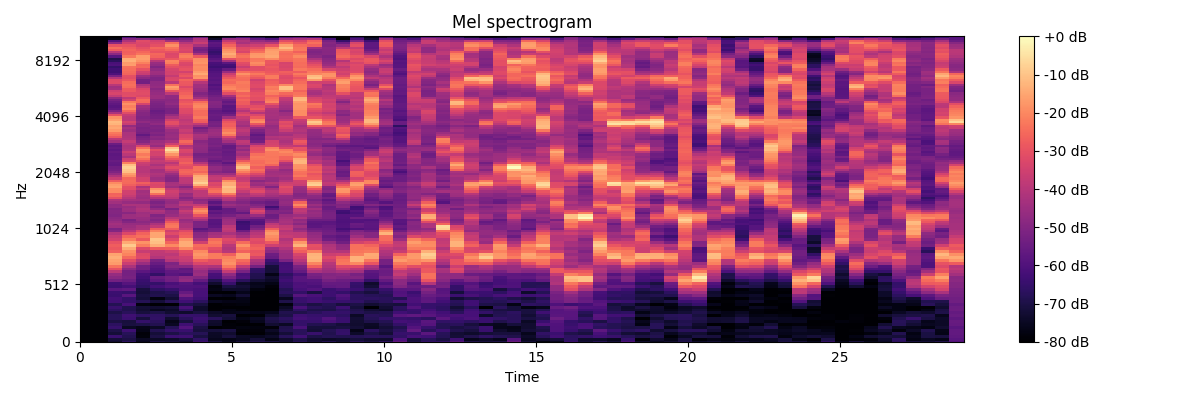 Mel spectrogram
Hz
8192
4096
2048
1024
512
0
0 5 10 15 20 25
Time
+0 dB
-10 dB
-20 dB
-30 dB
-40 dB
-50 dB
-60 dB
-70 dB
-80 dB